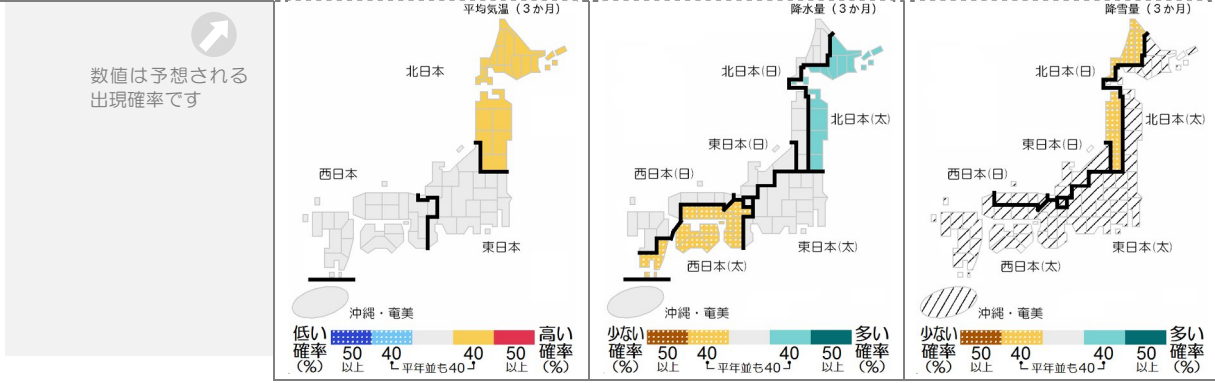 数値は予想される
出現確率です
平均気温（３か月）
北日本
西日本
東日本
沖縄・奄美
低い
確率
(%)
50
以上
40
平年並も40
40
50
以上
高い
確率
(%)
降水量（３か月）
北日本(日)
北日本(太)
東日本(日)
西日本(日)
東日本(太)
西日本(太)
沖縄・奄美
少ない
確率
(%)
50
以上
40
平年並も40
40
50
以上
多い
確率
(%)
降雪量（３か月）
北日本(日)
北日本(太)
東日本(日)
西日本(日)
東日本(太)
西日本(太)
沖縄・奄美
少ない
確率
(%)
50
以上
40
平年並も40
40
50
以上
多い
確率
(%)